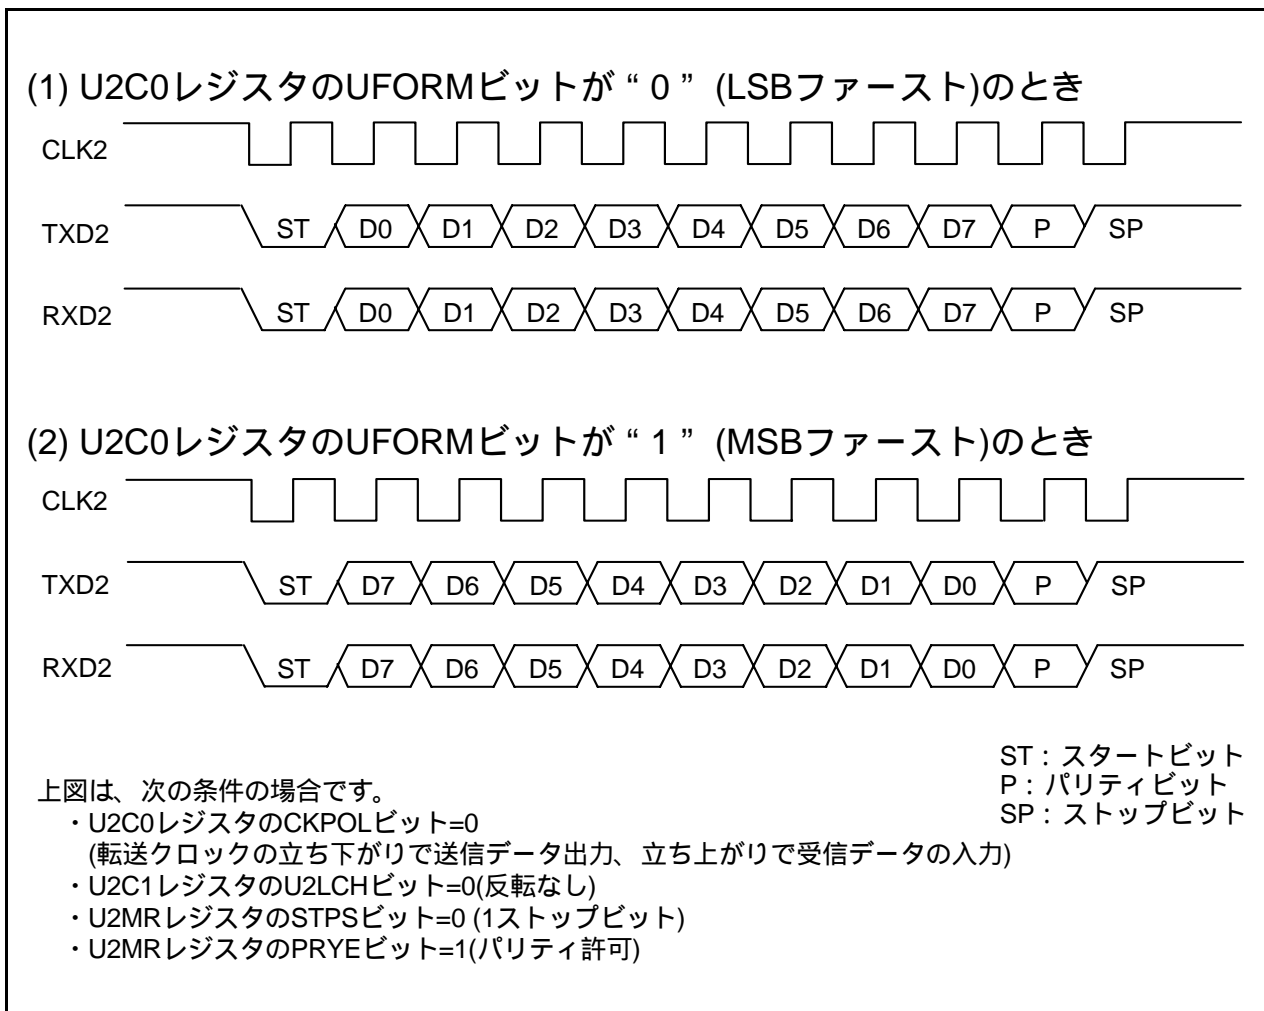 (1) U2C0レジスタのUFORMビットが“0”(LSBファースト)のとき
CLK2
TXD2 ST D0 D1 D2 D3 D4 D5 D6 D7 P SP
RXD2 ST D0 D1 D2 D3 D4 D5 D6 D7 P SP
(2) U2C0レジスタのUFORMビットが“1”(MSBファースト)のとき
CLK2
TXD2 ST D7 D6 D5 D4 D3 D2 D1 D0 P SP
RXD2 ST D7 D6 D5 D4 D3 D2 D1 D0 P SP
ST:スタートビット
P:パリティビット
SP:ストップビット
上図は、次の条件の場合です。
・U2C0レジスタのCKPOLビット=0
(転送クロックの立ち下がりで送信データ出力、立ち上がりで受信データの入力)
・U2C1レジスタのU2LCHビット=0(反転なし)
・U2MRレジスタのSTPSビット=0 (1ストップビット)
・U2MRレジスタのPRYEビット=1(パリティ許可)